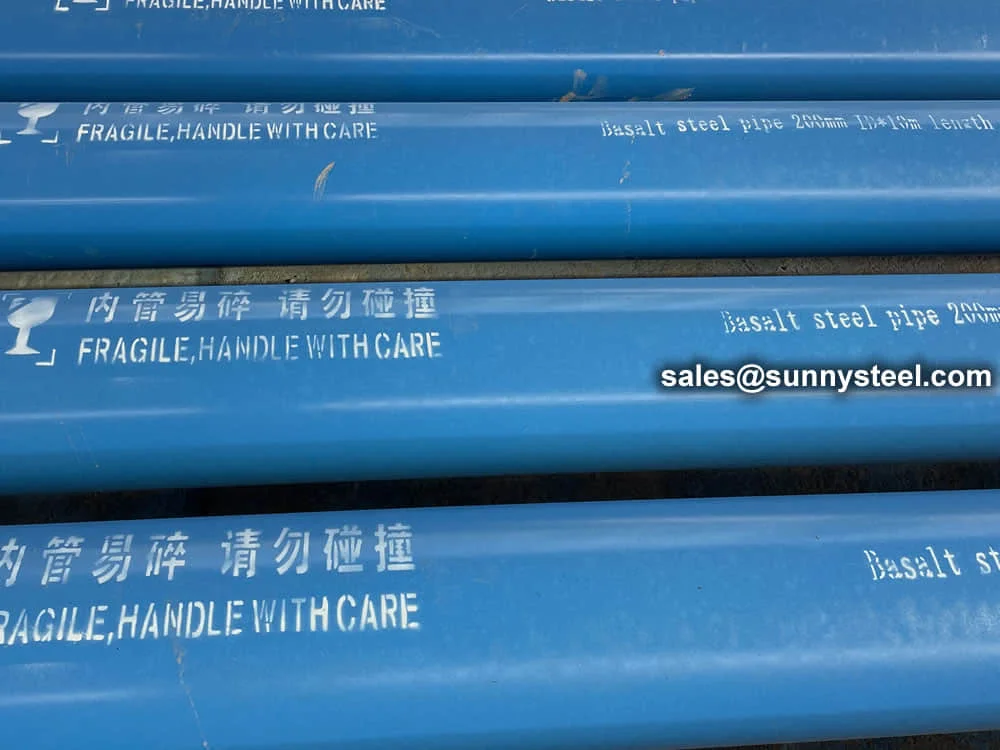 FRAGILE,HANDLE WITH CARE
内管易碎 请勿碰撞
FRAGILE,HANDLE WITH CARE
Basalt steel pipe 200mm ID*10m length
内管易碎 请勿碰撞
FRAGILE,HANDLE WITH CARE
Basalt steel pipe 200m
sales@sunnysteel.com
内管易碎 请勿碰撞
RAGILE,HANDLE WITH CARE
Basalt st